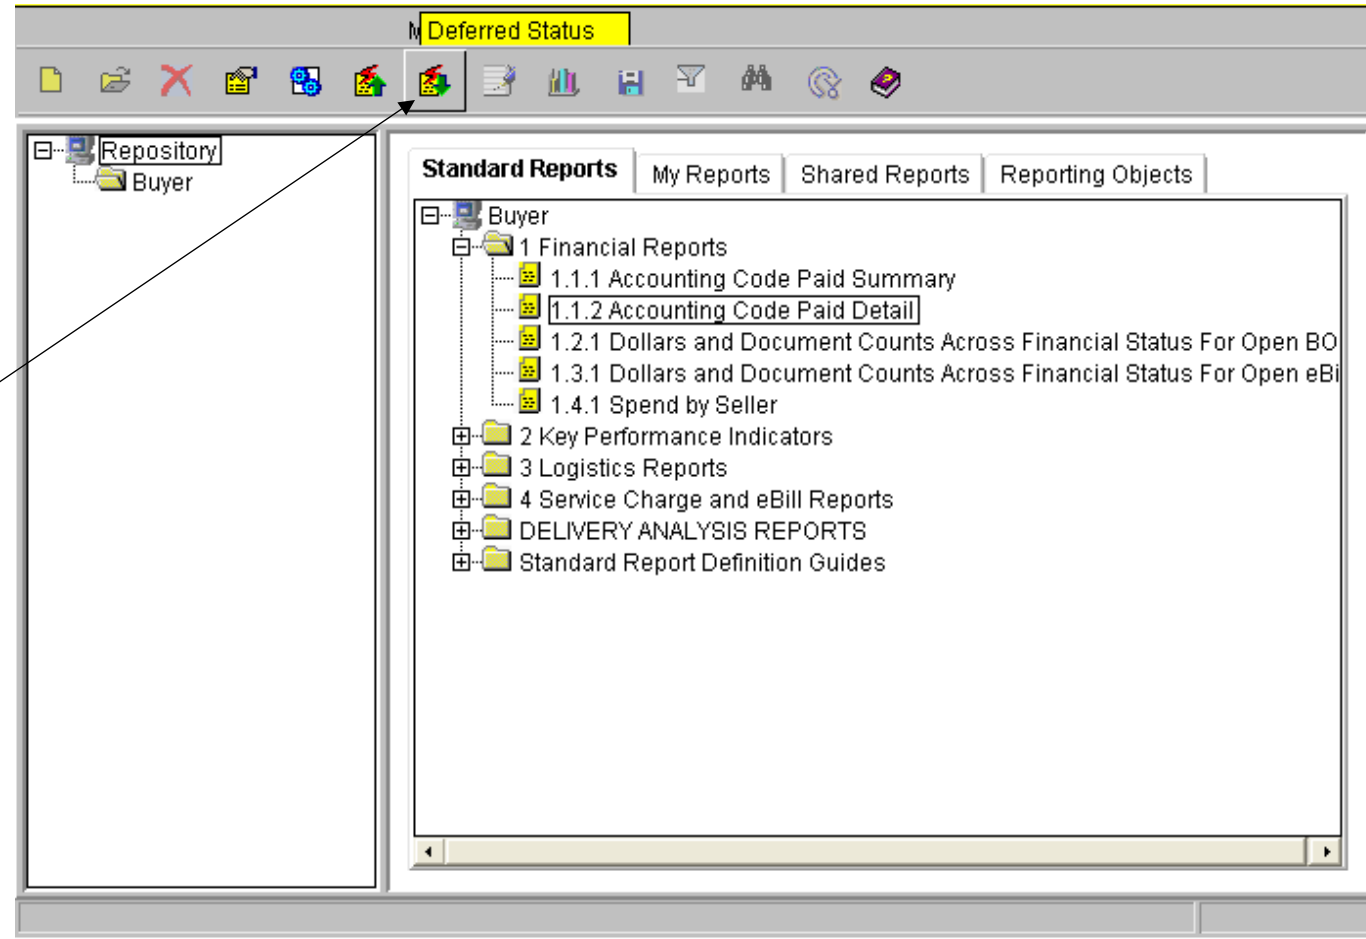 Deferred Status
Repository
Buyer
Standard Reports
My Reports
Shared Reports
Reporting Objects
Buyer
1 Financial Reports
1.1.1 Accounting Code Paid Summary
1.1.2 Accounting Code Paid Detail
1.2.1 Dollars and Document Counts Across Financial Status For Open BO
1.3.1 Dollars and Document Counts Across Financial Status For Open eBi
1.4.1 Spend by Seller
2 Key Performance Indicators
3 Logistics Reports
4 Service Charge and eBill Reports
DELIVERY ANALYSIS REPORTS
Standard Report Definition Guides